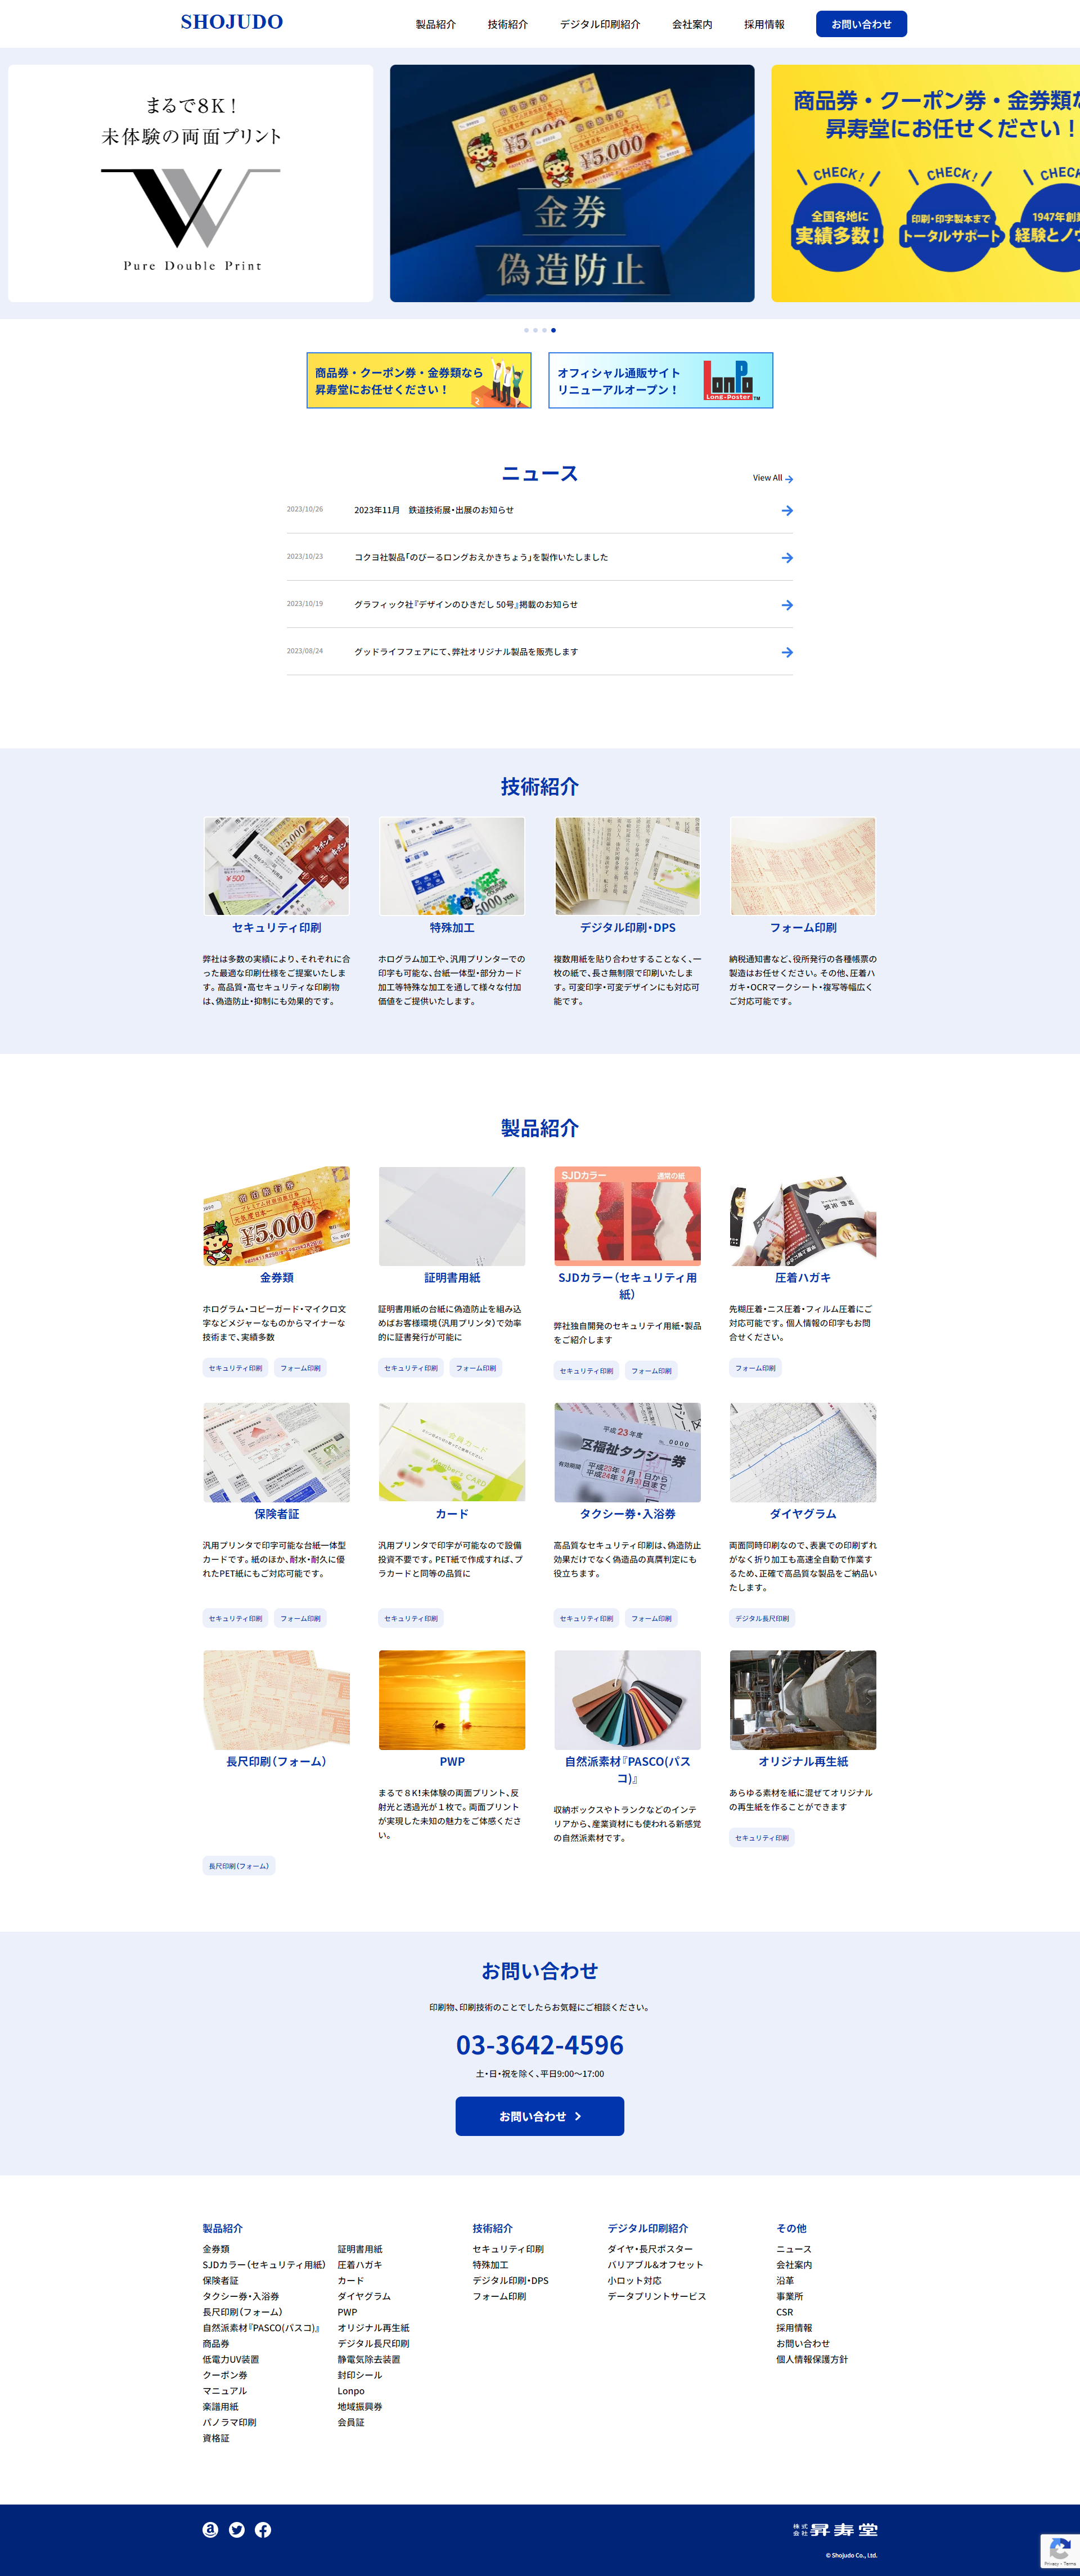 SHOJUDO
製品紹介 技術紹介 デジタル印刷紹介 会社案内 採用情報 お問い合わせ
まるで8K！
未体験の両面プリント
Pure Double Print
¥5,000
¥5,000
金券
偽造防止
商品券・クーポン券・金券類な
昇寿堂にお任せください！
CHECK! CHECK! CHECK
全国各地に
実績多数！
印刷・印字製本まで
トータルサポート
1947年創
経験とノウ
商品券・クーポン券・金券類なら
昇寿堂にお任せください！
オフィシャル通販サイト
リニューアルオープン！
LonPo
Long-Poster TM
ニュース
View All
2023/10/26 2023年11月　鉄道技術展・出展のお知らせ
2023/10/23 コクヨ社製品「のびーるロングおえかきちょう」を製作いたしました
2023/10/19 グラフィック社『デザインのひきだし 50号』掲載のお知らせ
2023/08/24 グッドライフフェアにて、弊社オリジナル製品を販売します
技術紹介
セキュリティ印刷
弊社は多数の実績により、それぞれに合
った最適な印刷仕様をご提案いたしま
す。高品質・高セキュリティな印刷物
は、偽造防止・抑制にも効果的です。
特殊加工
ホログラム加工や、汎用プリンターでの
印字も可能な、台紙一体型・部分カード
加工等特殊な加工を通して様々な付加
価値をご提供いたします。
デジタル印刷・DPS
複数用紙を貼り合わせすることなく、一
枚の紙で、長さ無制限で印刷いたしま
す。可変印字・可変デザインにも対応可
能です。
フォーム印刷
納税通知書など、役所発行の各種帳票の
製造はお任せください。その他、圧着ハ
ガキ・OCRマークシート・複写等幅広く
ご対応可能です。
製品紹介
¥5,000
金券類
ホログラム・コピーガード・マイクロ文
字などメジャーなものからマイナーな
技術まで、実績多数
セキュリティ印刷 フォーム印刷
証明書用紙
証明書用紙の台紙に偽造防止を組み込
めばお客様環境（汎用プリンタ）で効率
的に証書発行が可能に
セキュリティ印刷 フォーム印刷
SJDカラー 通常の紙
SJDカラー（セキュリティ用
紙）
弊社独自開発のセキュリテイ用紙・製品
をご紹介します
セキュリティ印刷 フォーム印刷
圧着ハガキ
先糊圧着・ニス圧着・フィルム圧着にご
対応可能です。個人情報の印字もお問
合せください。
フォーム印刷
保険者証
汎用プリンタで印字可能な台紙一体型
カードです。紙のほか、耐水・耐久に優
れたPET紙にもご対応可能です。
セキュリティ印刷 フォーム印刷
会員カード
Member's CARD
カード
汎用プリンタで印字が可能なので設備
投資不要です。PET紙で作成すれば、プ
ラカードと同等の品質に
セキュリティ印刷
平成23年度
区福祉タクシー券
0000
有効期間
平成23年4月1日から
平成24年3月31日まで
タクシー券・入浴券
高品質なセキュリティ印刷は、偽造防止
効果だけでなく偽造品の真贋判定にも
役立ちます。
セキュリティ印刷 フォーム印刷
ダイヤグラム
両面同時印刷なので、表裏での印刷ずれ
がなく折り加工も高速全自動で作業す
るため、正確で高品質な製品をご納品い
たします。
デジタル長尺印刷
長尺印刷（フォーム）
長尺印刷（フォーム）
PWP
まるで８K！未体験の両面プリント、反
射光と透過光が１枚で。両面プリント
が実現した未知の魅力をご体感くださ
い。
自然派素材『PASCO(パス
コ)』
収納ボックスやトランクなどのインテ
リアから、産業資材にも使われる新感覚
の自然派素材です。
オリジナル再生紙
あらゆる素材を紙に混ぜてオリジナル
の再生紙を作ることができます
セキュリティ印刷
お問い合わせ
印刷物、印刷技術のことでしたらお気軽にご相談ください。
03-3642-4596
土・日・祝を除く、平日9:00～17:00
お問い合わせ
製品紹介
金券類
SJDカラー（セキュリティ用紙）
保険者証
タクシー券・入浴券
長尺印刷（フォーム）
自然派素材『PASCO(パスコ)』
商品券
低電力UV装置
クーポン券
マニュアル
楽譜用紙
パノラマ印刷
資格証
証明書用紙
圧着ハガキ
カード
ダイヤグラム
PWP
オリジナル再生紙
デジタル長尺印刷
静電気除去装置
封印シール
Lonpo
地域振興券
会員証
技術紹介
セキュリティ印刷
特殊加工
デジタル印刷・DPS
フォーム印刷
デジタル印刷紹介
ダイヤ・長尺ポスター
バリアブル&オフセット
小ロット対応
データプリントサービス
その他
ニュース
会社案内
沿革
事業所
CSR
採用情報
お問い合わせ
個人情報保護方針
株式会社 昇寿堂
© Shojudo Co., Ltd.
Privacy - Terms